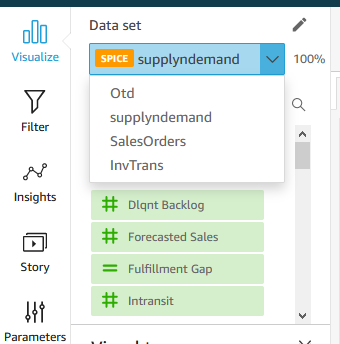 Data set
Visualize
SPICE supplyndemand 100%
Otd
supplyndemand
Filter
SalesOrders
InvTrans
Insights
Dlqnt Backlog
Forecasted Sales
Story
Fulfillment Gap
Intransit
Parameters